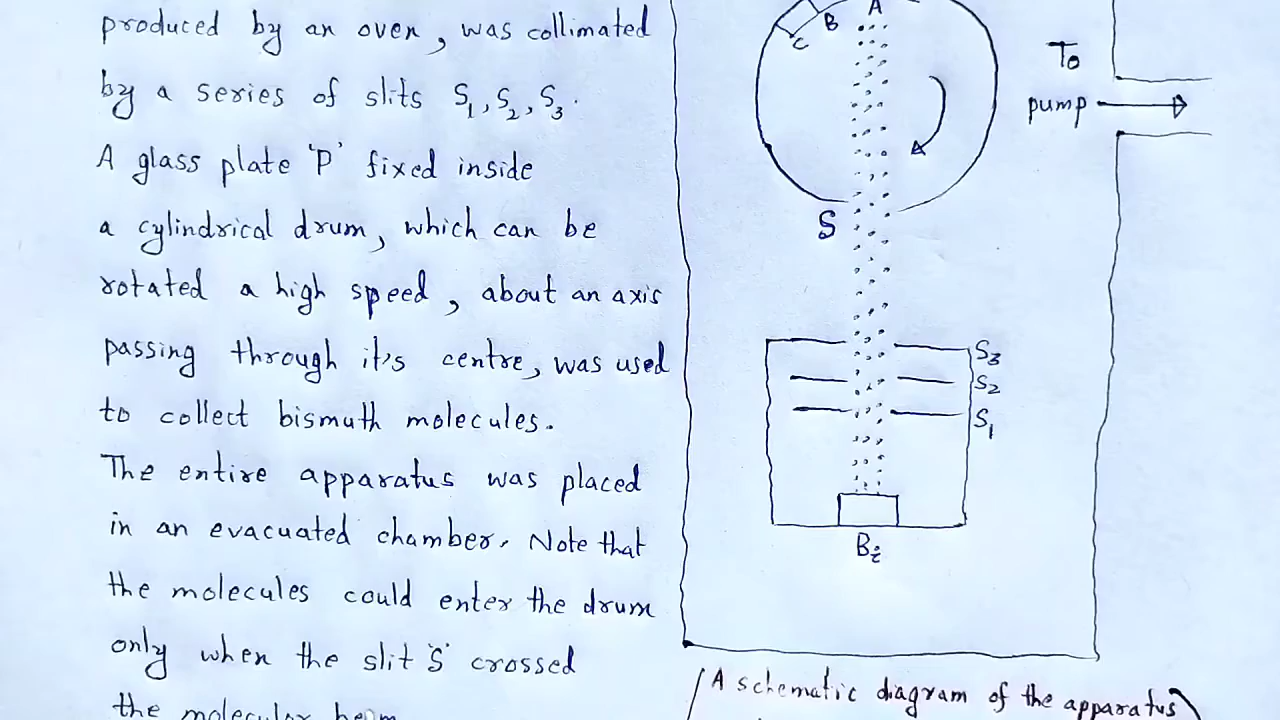 produced by an oven, was collimated
by a series of slits S₁, S₂, S₃.
A glass plate 'P' fixed inside
a cylindrical drum, which can be
rotated a high speed, about an axis
passing through it's centre, was used
to collect bismuth molecules.
The entire apparatus was placed
in an evacuated chamber. Note that
the molecules could enter the drum
only when the slit 'S' crossed
the molecular beam
A
B
C
To
pump
S
S₃
S₂
S₁
Bi
(A schematic diagram of the apparatus